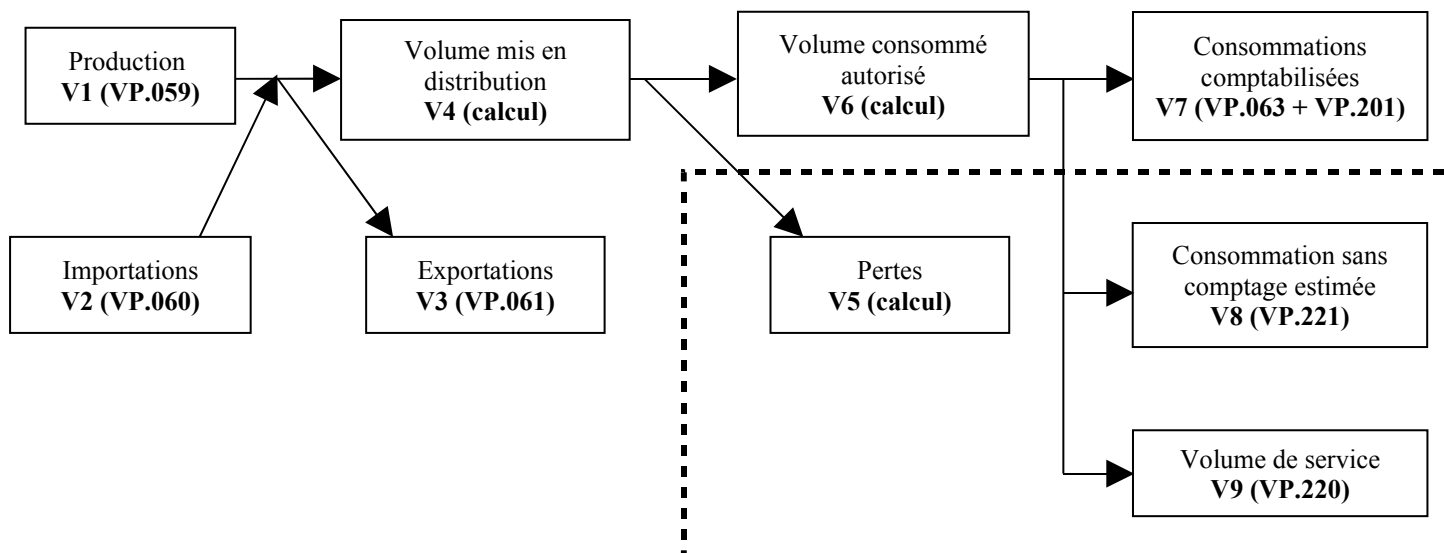 Production
V1 (VP.059)
Volume mis en
distribution
V4 (calcul)
Volume consommé
autorisé
V6 (calcul)
Consommations
comptabilisées
V7 (VP.063 + VP.201)
Importations
V2 (VP.060)
Exportations
V3 (VP.061)
Pertes
V5 (calcul)
Consommation sans
comptage estimée
V8 (VP.221)
Volume de service
V9 (VP.220)